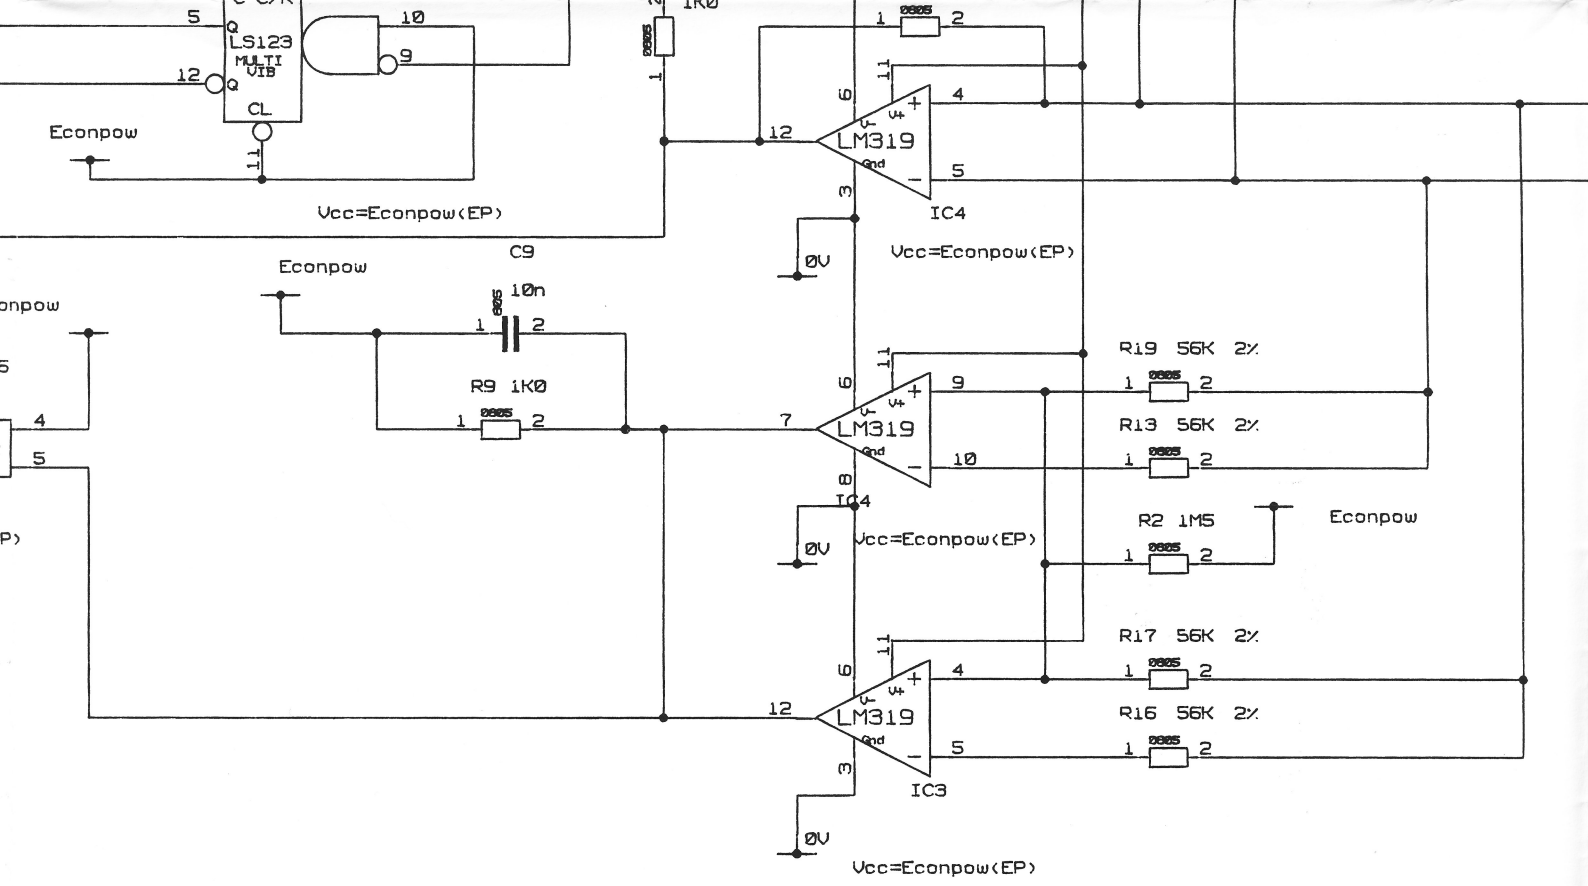 C C/R
5
Q
LS123
MULTI
VIB
12
Q
CL
11
10
9
Econpow
Vcc=Econpow(EP)
1K0
2
0805
1
1
0805
2
11
6
V-
V+
+
4
12
LM319
Gnd
-
5
3
IC4
0V
Vcc=Econpow(EP)
C9
10n
805
1
2
Econpow
onpow
5
4
5
P)
R9 1K0
1
0805
2
11
6
V-
V+
+
9
7
LM319
Gnd
-
10
8
IC4
0V
Vcc=Econpow(EP)
R19 56K 2%
1
0805
2
R13 56K 2%
1
0805
2
R2 1M5
1
0805
2
Econpow
11
6
V-
V+
+
4
12
LM319
Gnd
-
5
3
IC3
0V
Vcc=Econpow(EP)
R17 56K 2%
1
0805
2
R16 56K 2%
1
0805
2